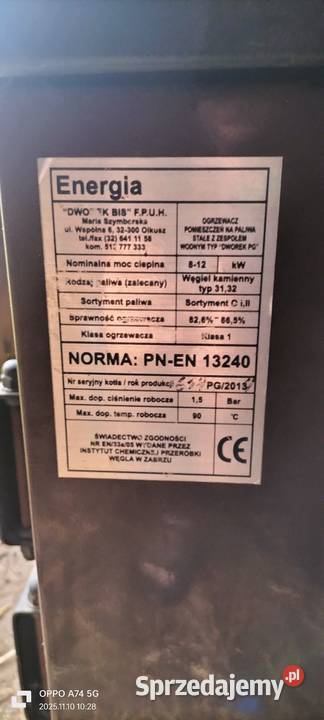 Energia
"DWO EK BIS" F.P.U.H.
Maria Szymborska
ul. Wspólna 6, 32-300 Olkusz
tel./fax (32) 641 11 58
kom. 777 333
OGRZEWACZ
POMIESZCZEŃ NA PALIWA
STAŁE Z ZESPOŁEM
WODNYM TYP "DWOREK PG"
Nominalna moc cieplna 8-12 kW
Rodzaj paliwa (zalecany) Węgiel kamienny
typ 31,32
Sortyment paliwa Sortyment O I,II
Sprawność ogrzewacza 82,6% - 86,5%
Klasa ogrzewacza Klasa 1
NORMA: PN-EN 13240
Nr seryjny kotła / rok produkcji PG/2013
Max. dop. ciśnienie robocze 1,5 Bar
Max. dop. temp. robocza 90 °C
ŚWIADECTWO ZGODNOŚCI
NR EN/33a/05 WYDANE PRZEZ
INSTYTUT CHEMICZNEJ PRZERÓBKI
WĘGLA W ZABRZU
CE
OPPO A74 5G
2025.11.10 10:28
Sprzedajemy.pl